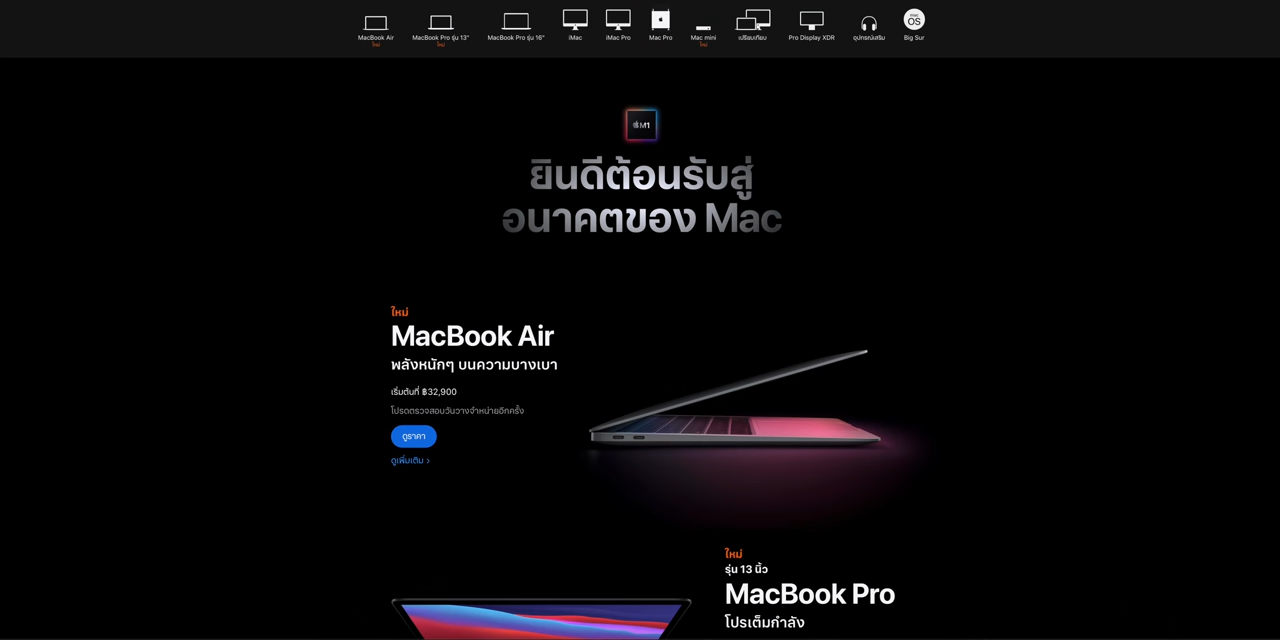 MacBook Air
ใหม่
MacBook Pro รุ่น 13"
ใหม่
MacBook Pro รุ่น 16"
iMac
iMac Pro
Mac Pro
Mac mini
ใหม่
เปรียบเทียบ
Pro Display XDR
อุปกรณ์เสริม
macOS
Big Sur
M1
ยินดีต้อนรับสู่
อนาคตของ Mac
ใหม่
MacBook Air
พลังหนักๆ บนความบางเบา
เริ่มต้นที่ ฿32,900
โปรดตรวจสอบวันวางจำหน่ายอีกครั้ง
ดูราคา
ดูเพิ่มเติม >
ใหม่
รุ่น 13 นิ้ว
MacBook Pro
โปรเต็มกำลัง